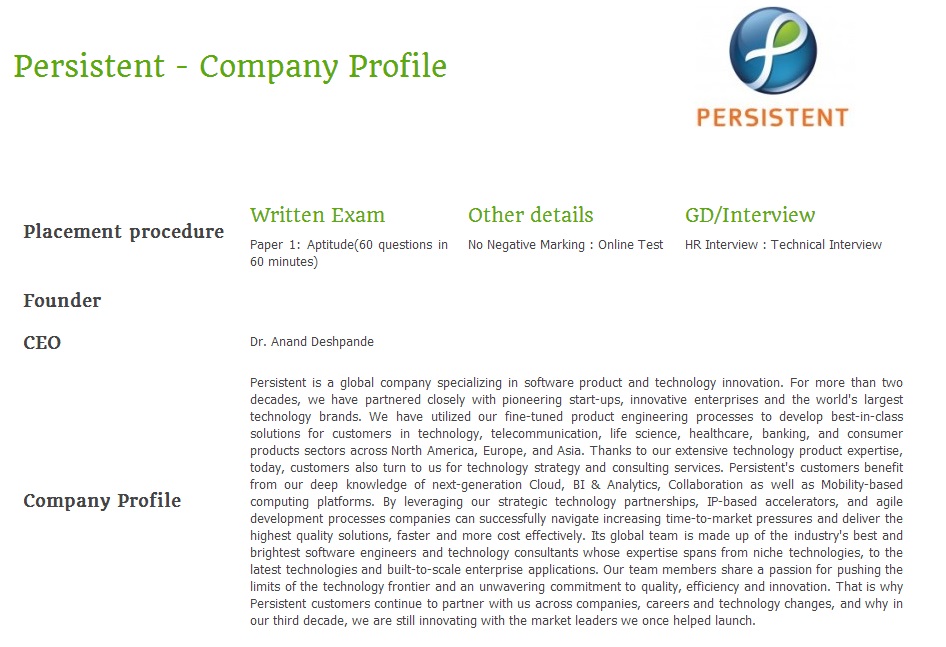 Persistent - Company Profile
PERSISTENT
Placement procedure
Written Exam
Paper 1: Aptitude(60 questions in
60 minutes)
Other details
No Negative Marking : Online Test
GD/Interview
HR Interview : Technical Interview
Founder
CEO
Dr. Anand Deshpande
Company Profile
Persistent is a global company specializing in software product and technology innovation. For more than two
decades, we have partnered closely with pioneering start-ups, innovative enterprises and the world's largest
technology brands. We have utilized our fine-tuned product engineering processes to develop best-in-class
solutions for customers in technology, telecommunication, life science, healthcare, banking, and consumer
products sectors across North America, Europe, and Asia. Thanks to our extensive technology product expertise,
today, customers also turn to us for technology strategy and consulting services. Persistent's customers benefit
from our deep knowledge of next-generation Cloud, BI & Analytics, Collaboration as well as Mobility-based
computing platforms. By leveraging our strategic technology partnerships, IP-based accelerators, and agile
development processes companies can successfully navigate increasing time-to-market pressures and deliver the
highest quality solutions, faster and more cost effectively. Its global team is made up of the industry's best and
brightest software engineers and technology consultants whose expertise spans from niche technologies, to the
latest technologies and built-to-scale enterprise applications. Our team members share a passion for pushing the
limits of the technology frontier and an unwavering commitment to quality, efficiency and innovation. That is why
Persistent customers continue to partner with us across companies, careers and technology changes, and why in
our third decade, we are still innovating with the market leaders we once helped launch.